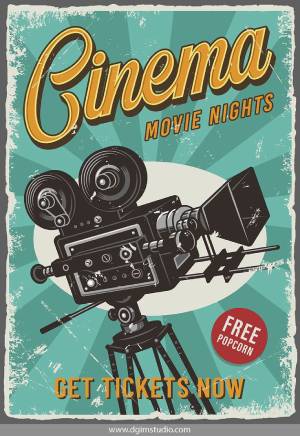 Cinema
MOVIE NIGHTS
FREE
POPCORN
GET TICKETS NOW
www.dgimstudio.com